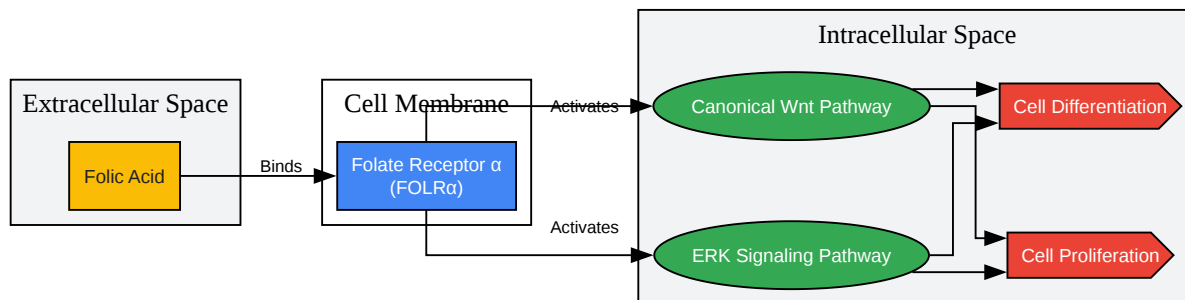 Intracellular Space
Extracellular Space
Cell Membrane
Activates
Canonical Wnt Pathway
Cell Differentiation
Folic Acid
Binds
Folate Receptor α
(FOLRα)
Activates
ERK Signaling Pathway
Cell Proliferation